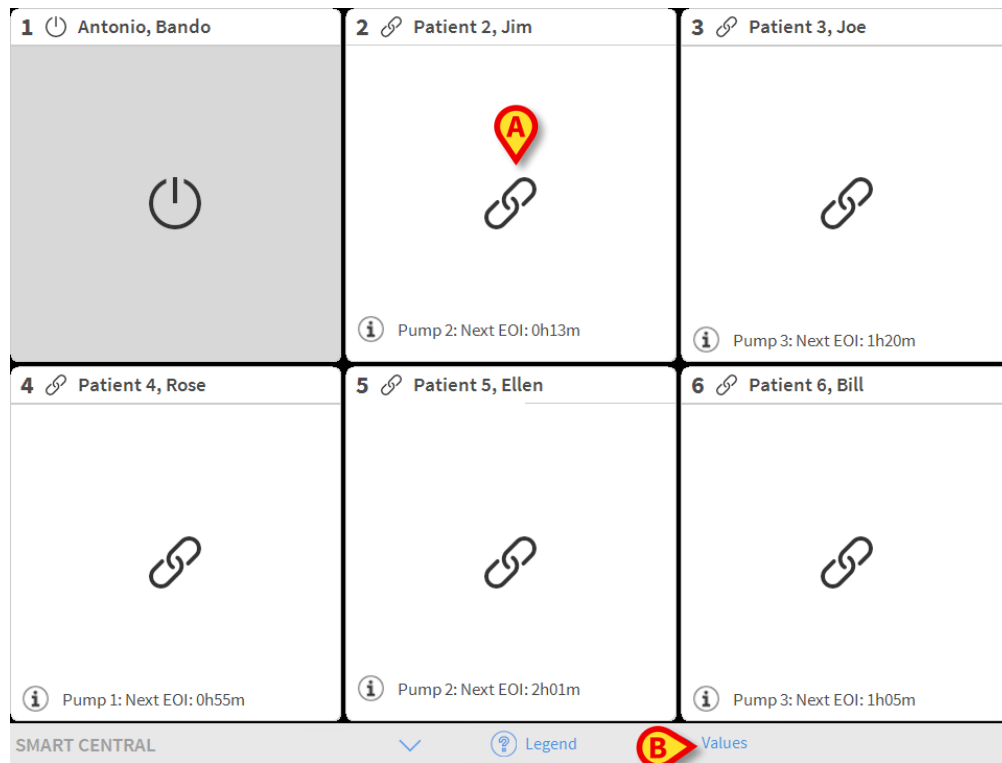 1 Antonio, Bando
2 Patient 2, Jim
3 Patient 3, Joe
A
Pump 2: Next EOI: 0h13m
Pump 3: Next EOI: 1h20m
4 Patient 4, Rose
5 Patient 5, Ellen
6 Patient 6, Bill
Pump 1: Next EOI: 0h55m
Pump 2: Next EOI: 2h01m
Pump 3: Next EOI: 1h05m
SMART CENTRAL
Legend
B
Values